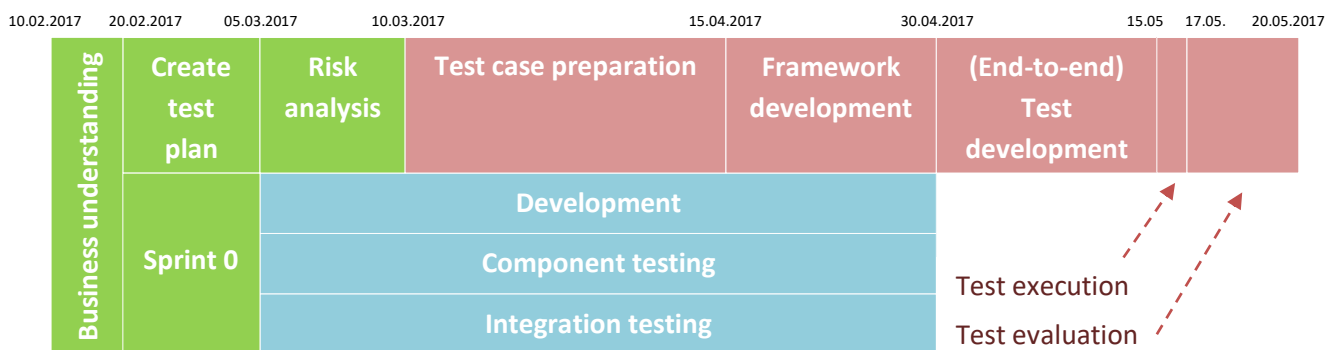 10.02.2017 20.02.2017 05.03.2017 10.03.2017 15.04.2017 30.04.2017 15.05 17.05. 20.05.2017
Business understanding
Create
test
plan
Risk
analysis
Test case preparation
Framework
development
(End-to-end)
Test
development
Sprint 0
Development
Component testing
Integration testing
Test execution
Test evaluation